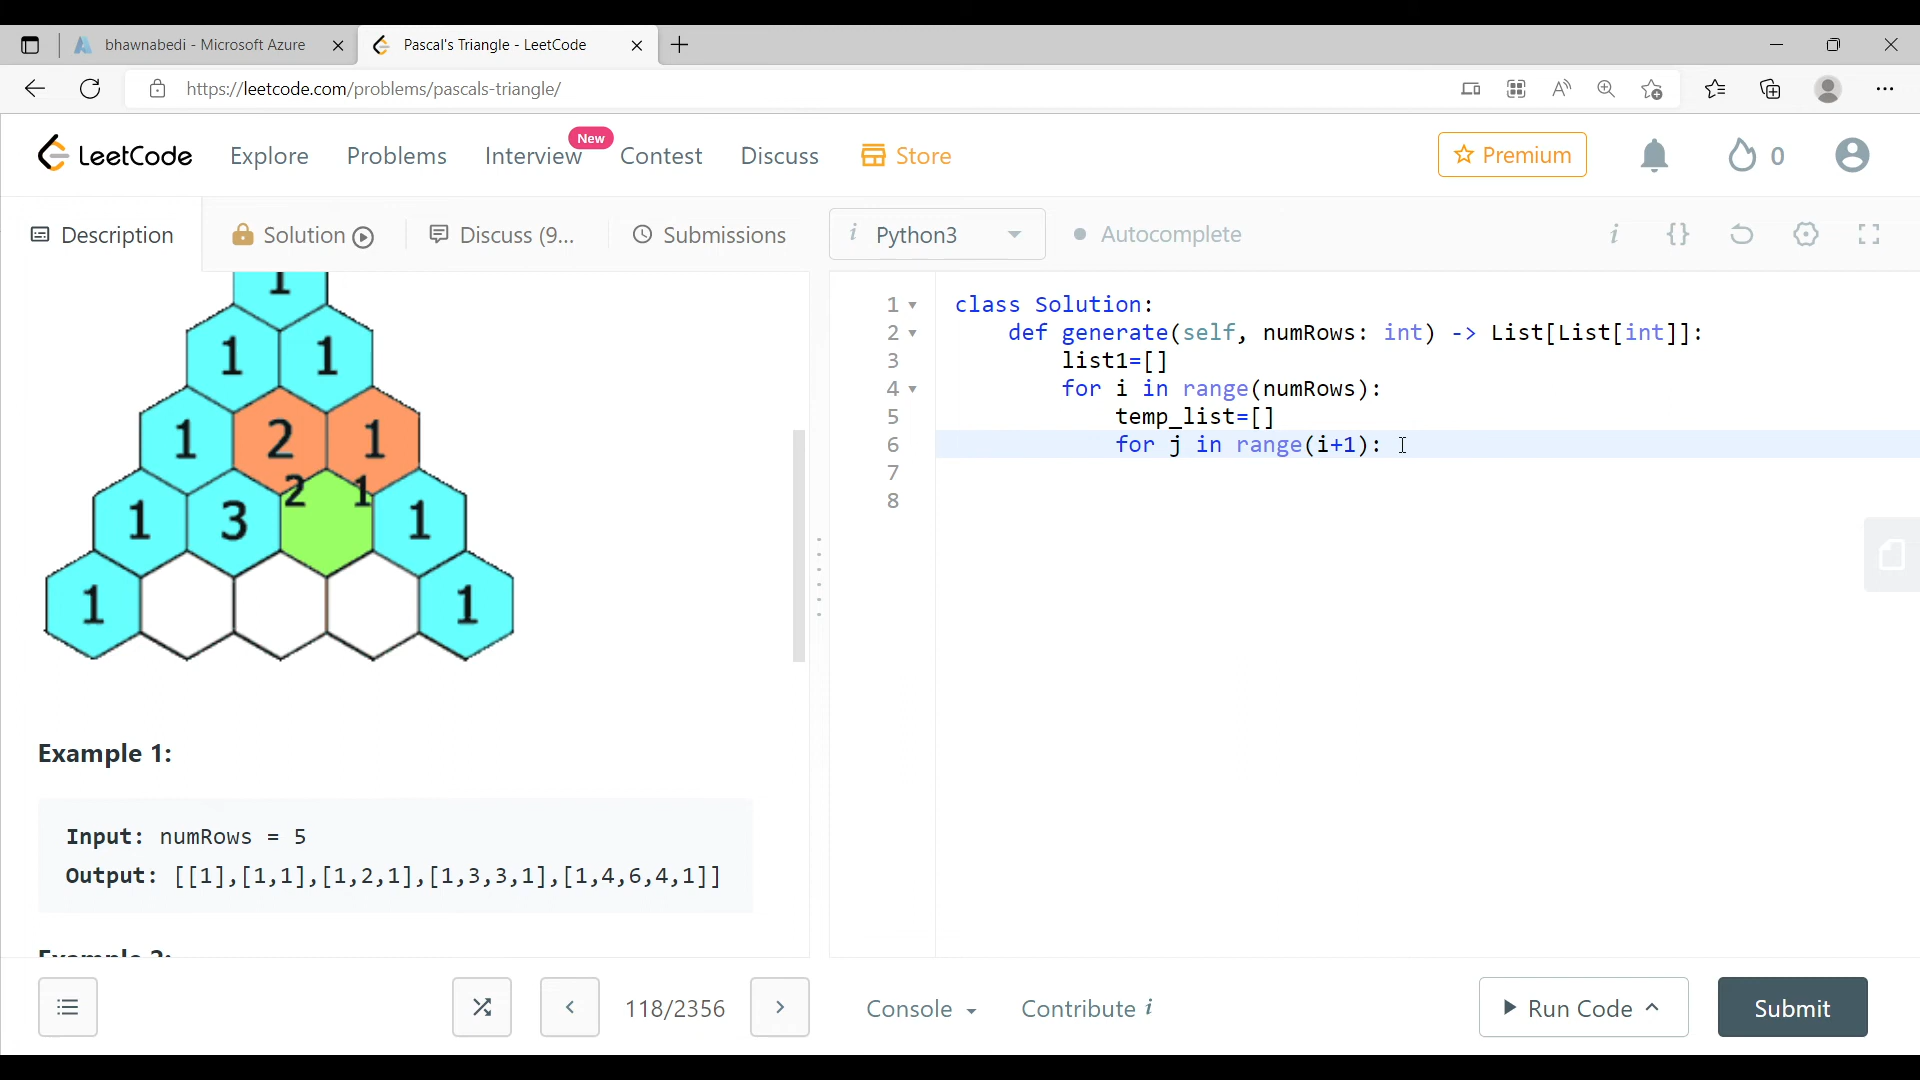 bhawnabedi - Microsoft Azure
Pascal's Triangle - LeetCode
https://leetcode.com/problems/pascals-triangle/
LeetCode Explore Problems Interview New Contest Discuss Store Premium 0
Description Solution Discuss (9... Submissions Python3 Autocomplete
1
1 1
1 2 1
2 1
1 3 1
1 1
Example 1:
Input: numRows = 5
Output: [[1],[1,1],[1,2,1],[1,3,3,1],[1,4,6,4,1]]
1 class Solution:
2 def generate(self, numRows: int) -> List[List[int]]:
3 list1=[]
4 for i in range(numRows):
5 temp_list=[]
6 for j in range(i+1):
7
8
118/2356 Console Contribute i Run Code Submit